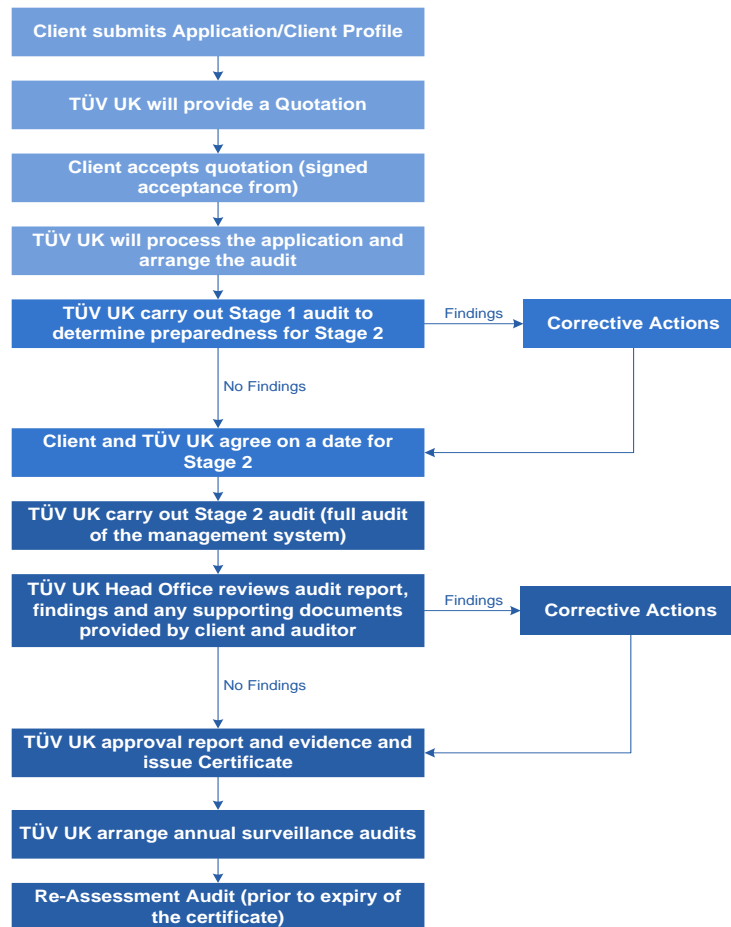 Client submits Application/Client Profile
TÜV UK will provide a Quotation
Client accepts quotation (signed
acceptance from)
TÜV UK will process the application and
arrange the audit
TÜV UK carry out Stage 1 audit to
determine preparedness for Stage 2
Findings
Corrective Actions
No Findings
Client and TÜV UK agree on a date for
Stage 2
TÜV UK carry out Stage 2 audit (full audit
of the management system)
TÜV UK Head Office reviews audit report,
findings and any supporting documents
provided by client and auditor
Findings
Corrective Actions
No Findings
TÜV UK approval report and evidence and
issue Certificate
TÜV UK arrange annual surveillance audits
Re-Assessment Audit (prior to expiry of
the certificate)